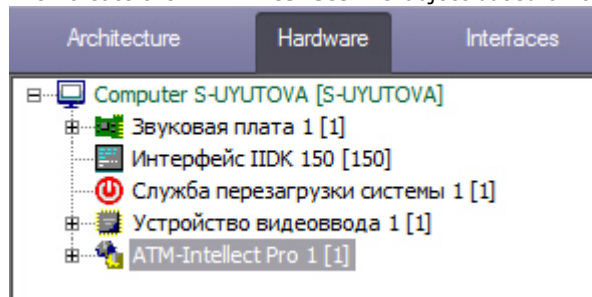 Architecture Hardware Interfaces
Computer S-UYUTOVA [S-UYUTOVA]
Звуковая плата 1 [1]
Интерфейс IIDK 150 [150]
Служба перезагрузки системы 1 [1]
Устройство видеоввода 1 [1]
ATM-Intellect Pro 1 [1]